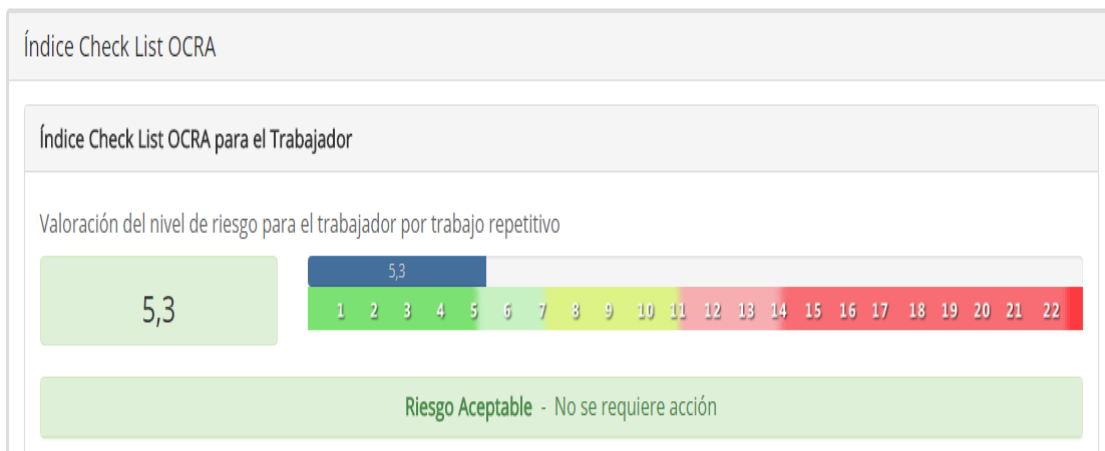 Índice Check List OCRA
Índice Check List OCRA para el Trabajador
Valoración del nivel de riesgo para el trabajador por trabajo repetitivo
5,3
5,3
1 2 3 4 5 6 7 8 9 10 11 12 13 14 15 16 17 18 19 20 21 22
Riesgo Aceptable - No se requiere acción